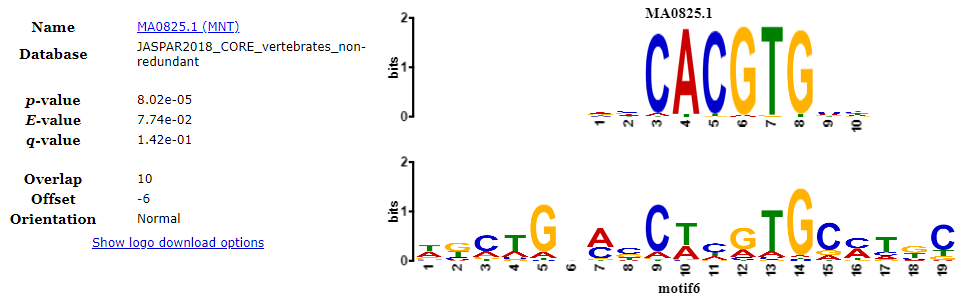 Name MA0825.1 (MNT)
Database JASPAR2018_CORE_vertebrates_non-
redundant
p-value 8.02e-05
E-value 7.74e-02
q-value 1.42e-01
Overlap 10
Offset -6
Orientation Normal
Show logo download options
MA0825.1
2
1
0
bits
CACGTG
1 2 3 4 5 6 7 8 9 10
2
1
0
bits
1 2 3 4 5 6 7 8 9 10 11 12 13 14 15 16 17 18 19
motif6